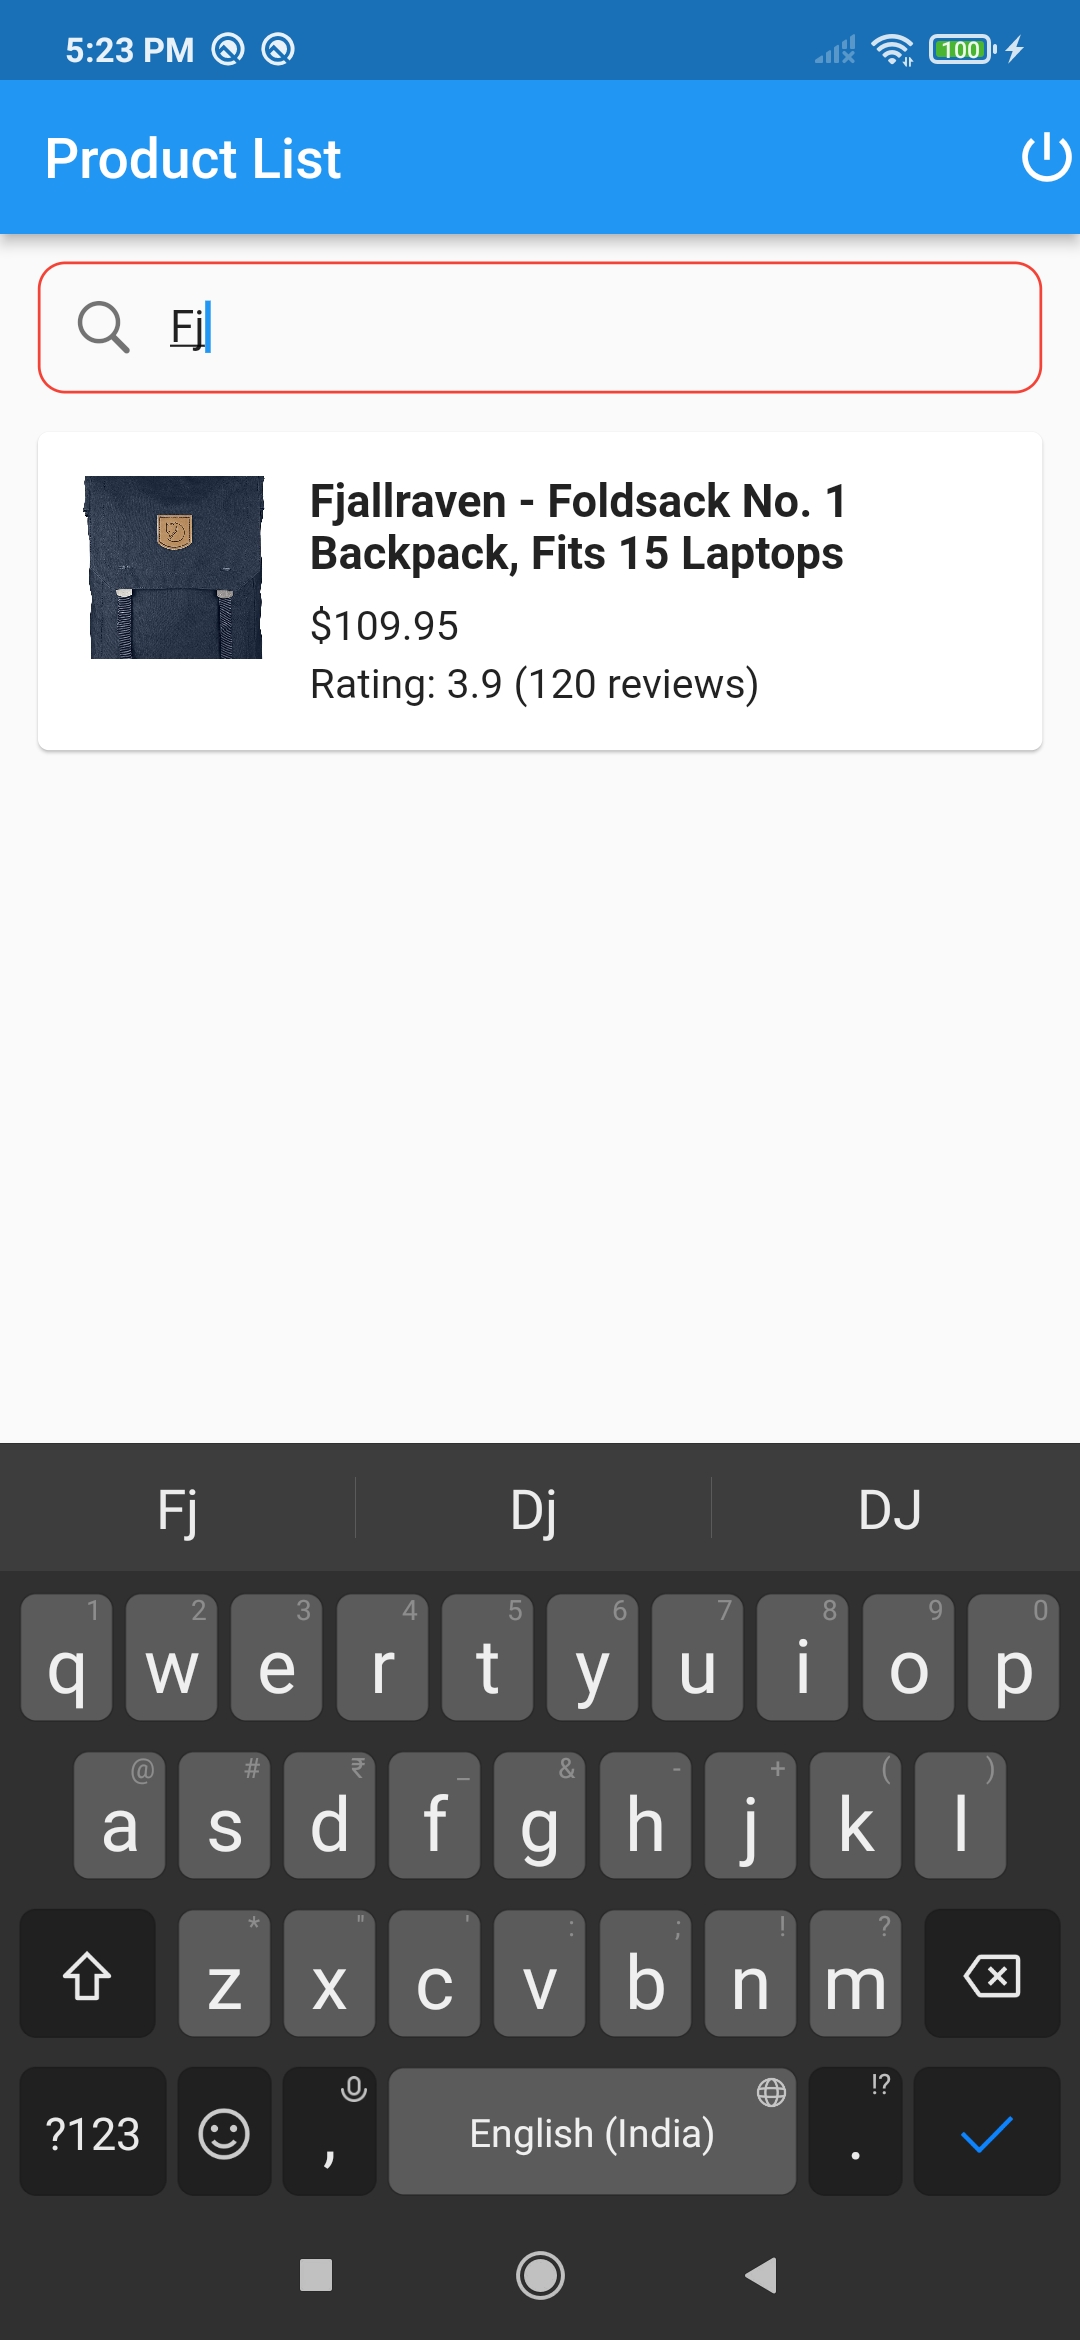 5:23 PM
100
Product List
Fj
Fjallraven - Foldsack No. 1
Backpack, Fits 15 Laptops
$109.95
Rating: 3.9 (120 reviews)
Fj Dj DJ
1 2 3 4 5 6 7 8 9 0
q w e r t y u i o p
@ # ₹ _ & - + ( )
a s d f g h j k l
* " ' : ; ! ?
z x c v b n m
!?
?123 , English (India) .